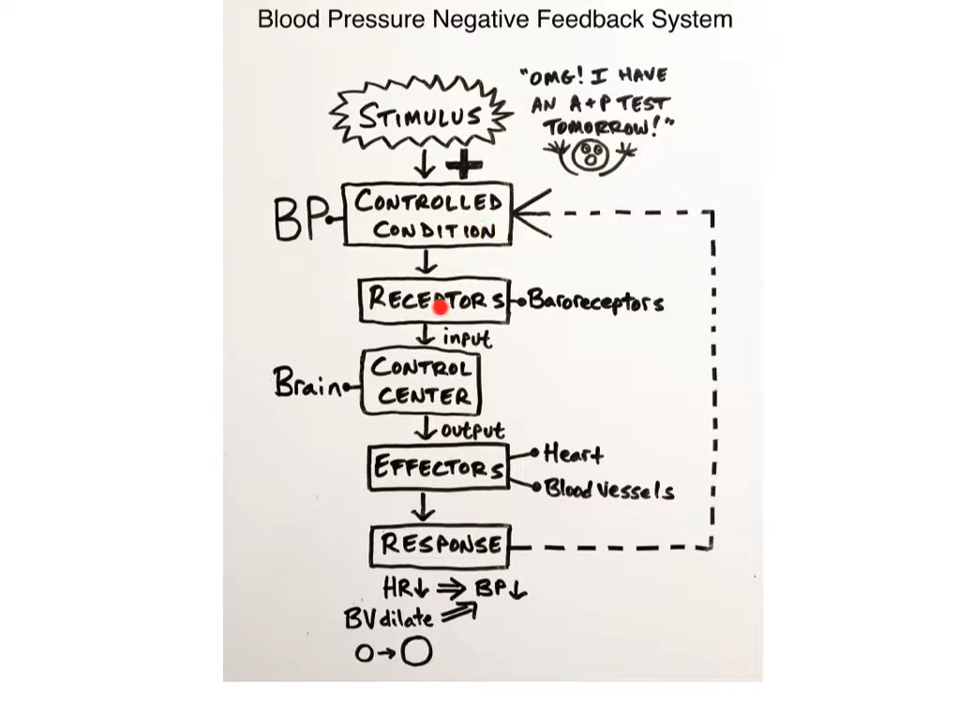 Blood Pressure Negative Feedback System
STIMULUS
"OMG! I HAVE
AN A+P TEST
TOMORROW!"
+
BP
CONTROLLED
CONDITION
RECEPTORS
Baroreceptors
input
Brain
CONTROL
CENTER
output
EFFECTORS
Heart
Blood Vessels
RESPONSE
HR↓ ⇒ BP↓
BV dilate ⇒
O→O